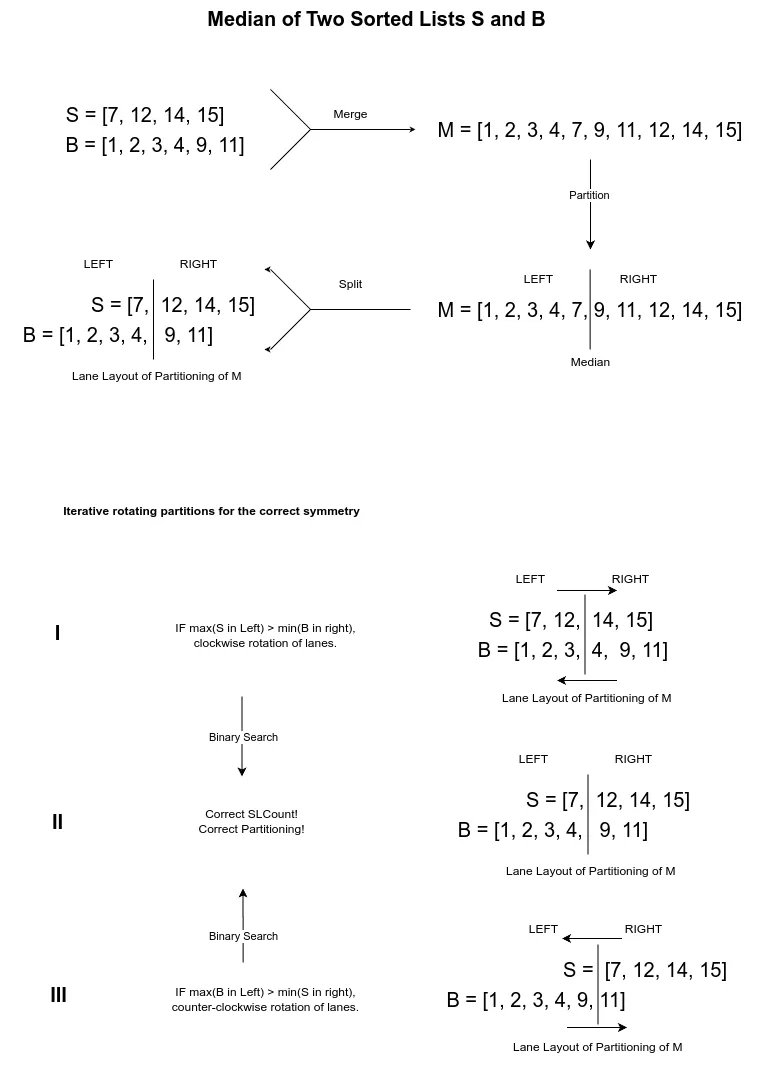 Median of Two Sorted Lists S and B
S = [7, 12, 14, 15]
B = [1, 2, 3, 4, 9, 11]
Merge
M = [1, 2, 3, 4, 7, 9, 11, 12, 14, 15]
Partition
LEFT RIGHT
M = [1, 2, 3, 4, 7, 9, 11, 12, 14, 15]
Median
Split
LEFT RIGHT
S = [7, 12, 14, 15]
B = [1, 2, 3, 4, 9, 11]
Lane Layout of Partitioning of M
Iterative rotating partitions for the correct symmetry
I
IF max(S in Left) > min(B in right),
clockwise rotation of lanes.
LEFT RIGHT
S = [7, 12, 14, 15]
B = [1, 2, 3, 4, 9, 11]
Lane Layout of Partitioning of M
Binary Search
II
Correct SLCount!
Correct Partitioning!
LEFT RIGHT
S = [7, 12, 14, 15]
B = [1, 2, 3, 4, 9, 11]
Lane Layout of Partitioning of M
Binary Search
III
IF max(B in Left) > min(S in right),
counter-clockwise rotation of lanes.
LEFT RIGHT
S = [7, 12, 14, 15]
B = [1, 2, 3, 4, 9, 11]
Lane Layout of Partitioning of M